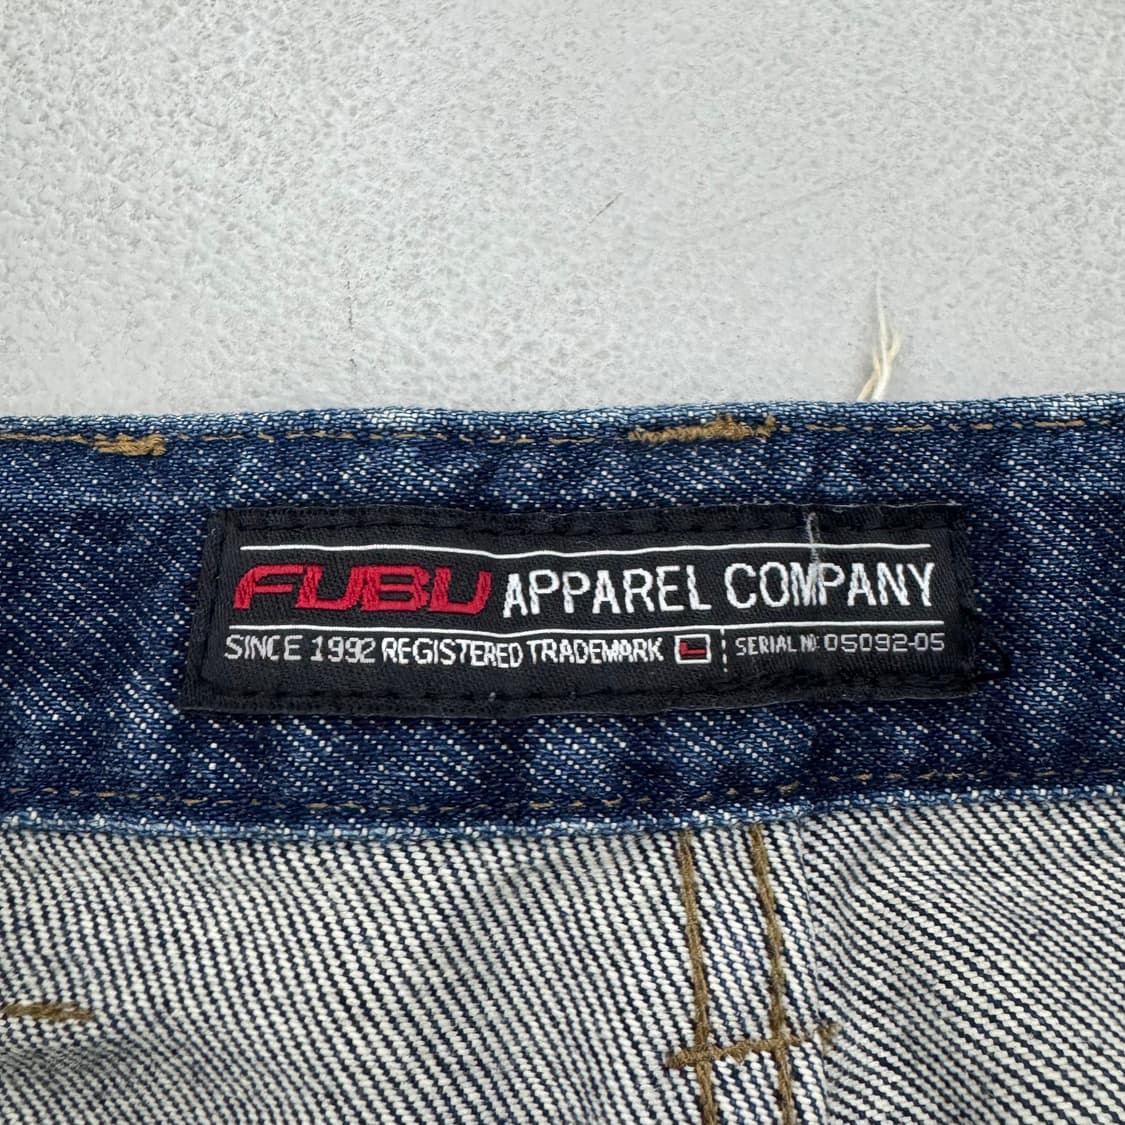 FUBU APPAREL COMPANY
SINCE 1992 REGISTERED TRADEMARK SERIAL NO: 05092-05